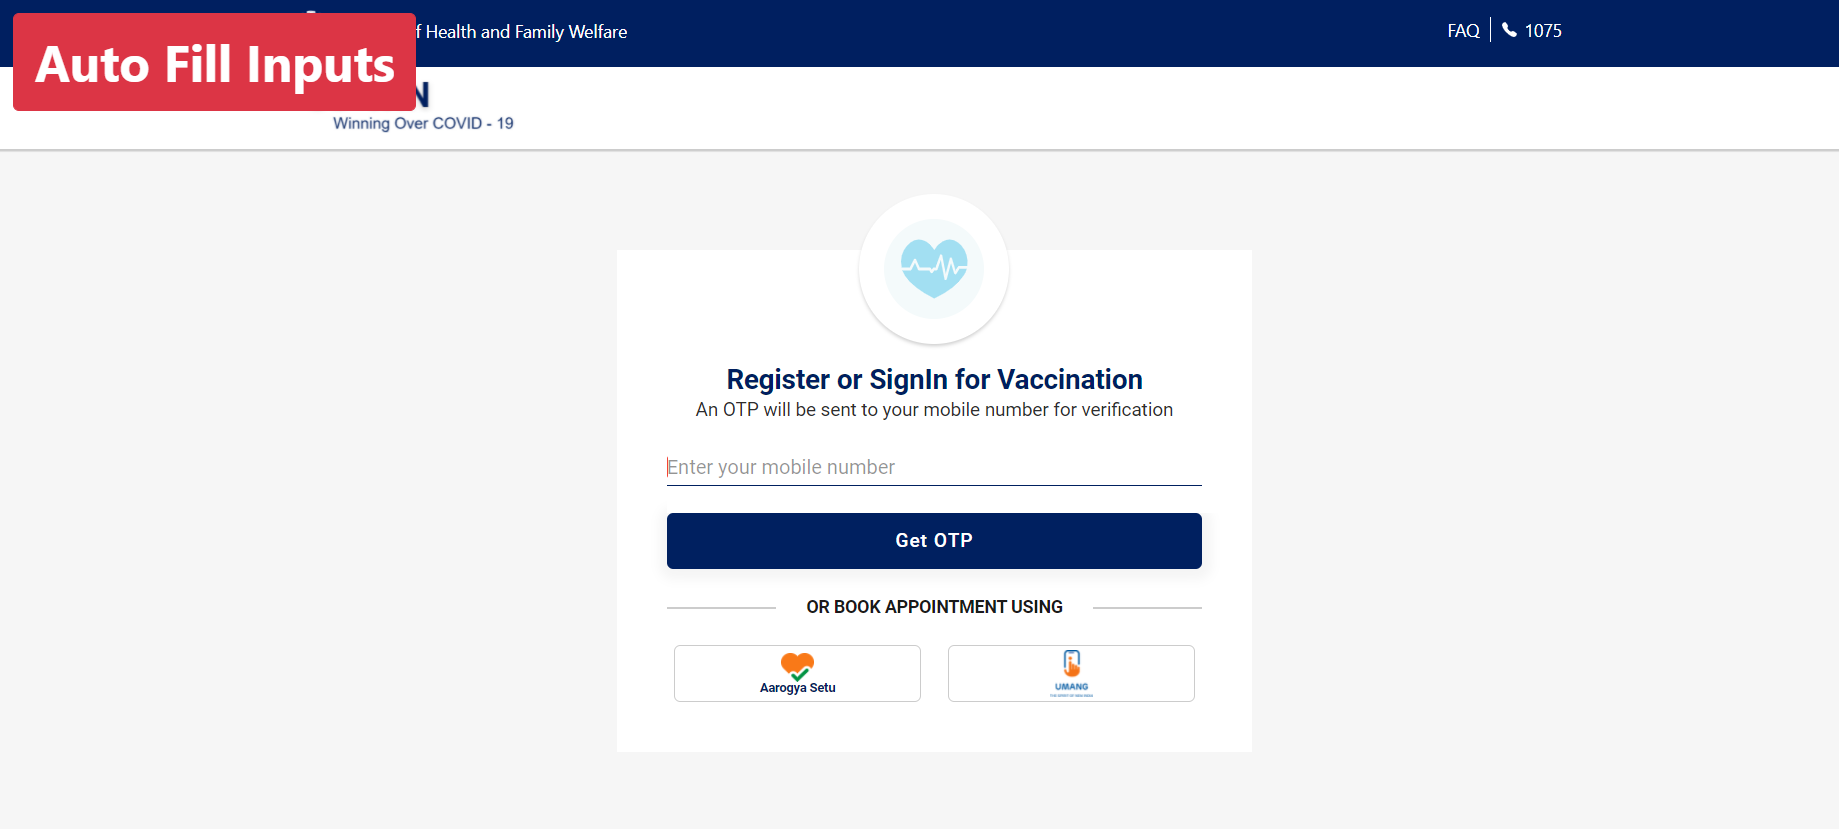 Auto Fill Inputs
f Health and Family Welfare
FAQ
1075
N
Winning Over COVID - 19
Register or SignIn for Vaccination
An OTP will be sent to your mobile number for verification
Enter your mobile number
Get OTP
OR BOOK APPOINTMENT USING
Aarogya Setu
UMANG